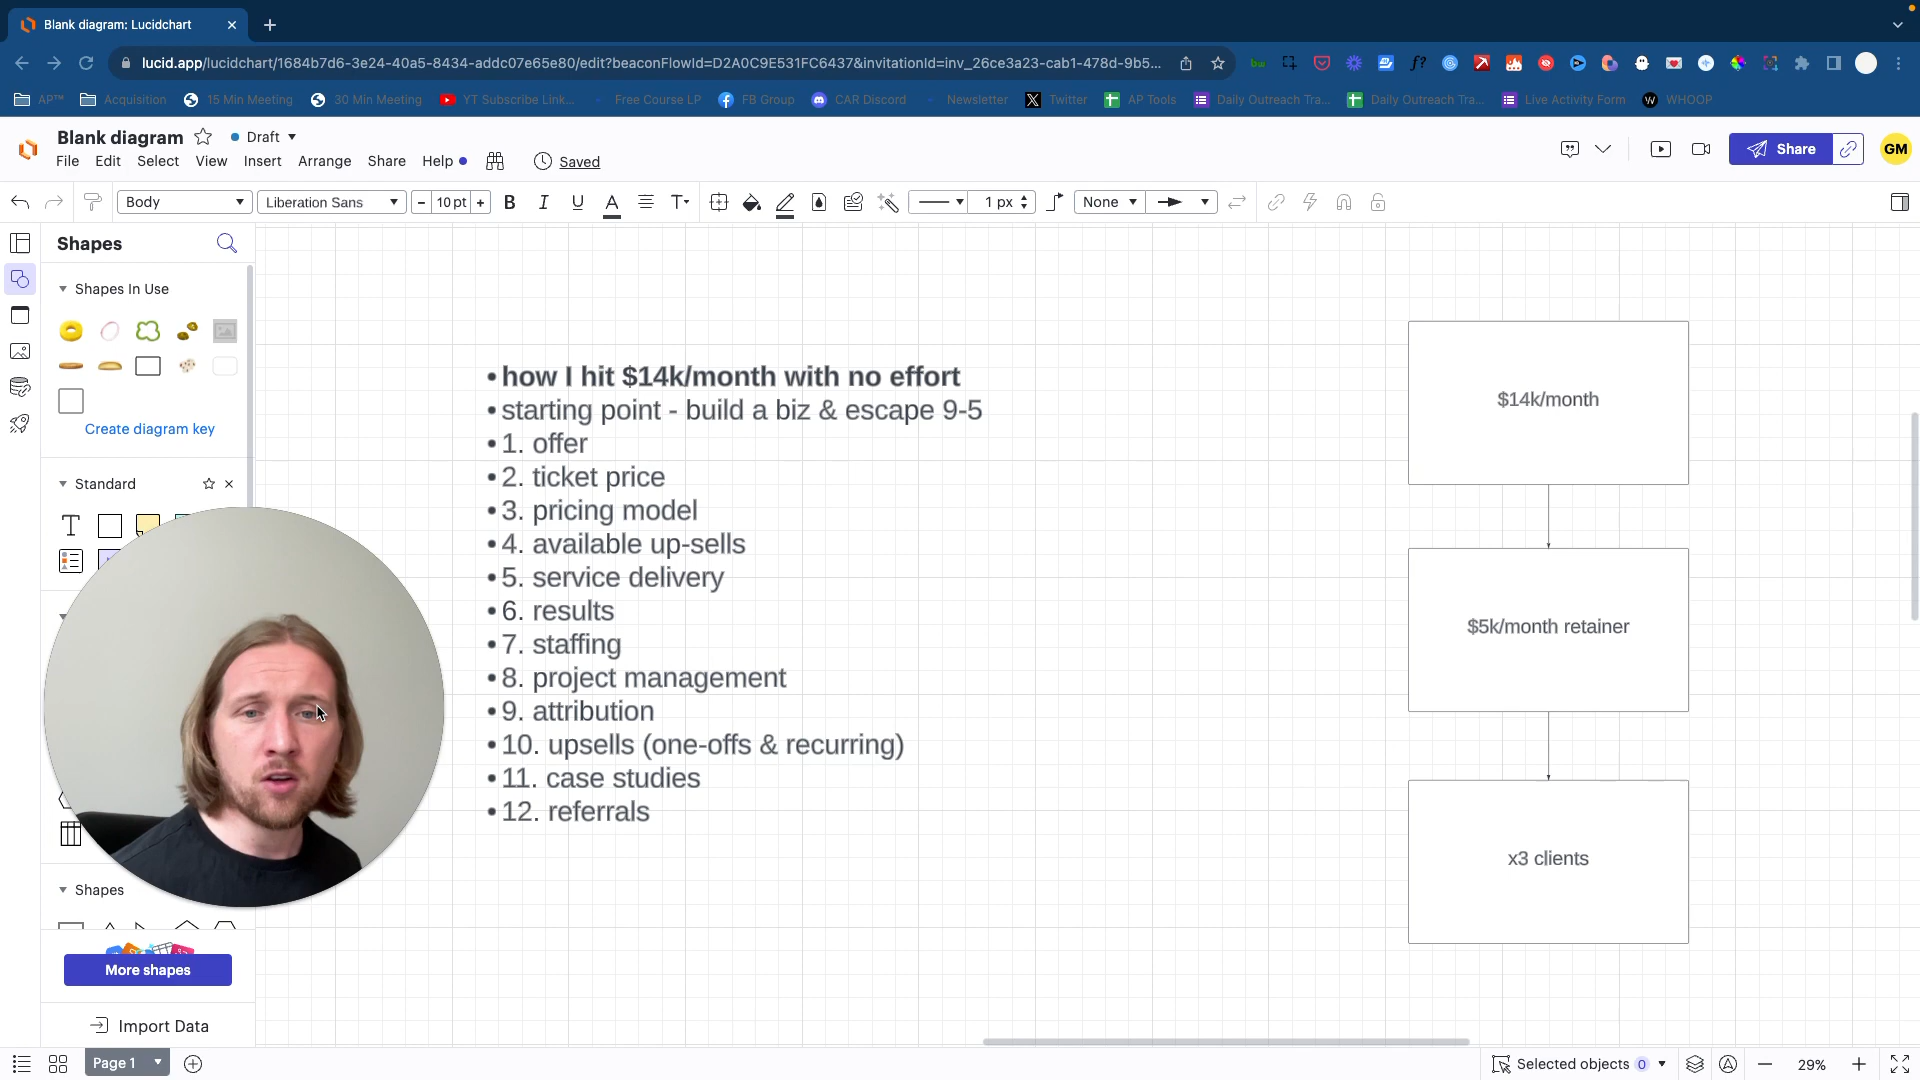 Blank diagram: Lucidchart
lucid.app/lucidchart/1684b7d6-3e24-40a5-8434-addc07e65e80/edit?beaconFlowId=D2A0C9E531FC6437&invitationId=inv_26ce3a23-cab1-478d-9b5...
AP™ Acquisition 15 Min Meeting 30 Min Meeting YT Subscribe Link... Free Course LP FB Group CAR Discord Newsletter Twitter AP Tools Daily Outreach Tra... Daily Outreach Tra... Live Activity Form WHOOP
Blank diagram Draft
File Edit Select View Insert Arrange Share Help Saved
Share GM
Body Liberation Sans - 10 pt + B I U A T 1 px None
Shapes
Shapes In Use
Create diagram key
Standard
T
Shapes
More shapes
Import Data
•how I hit $14k/month with no effort
•starting point - build a biz & escape 9-5
•1. offer
•2. ticket price
•3. pricing model
•4. available up-sells
•5. service delivery
•6. results
•7. staffing
•8. project management
•9. attribution
•10. upsells (one-offs & recurring)
•11. case studies
•12. referrals
$14k/month
$5k/month retainer
x3 clients
Page 1
Selected objects 0
29%